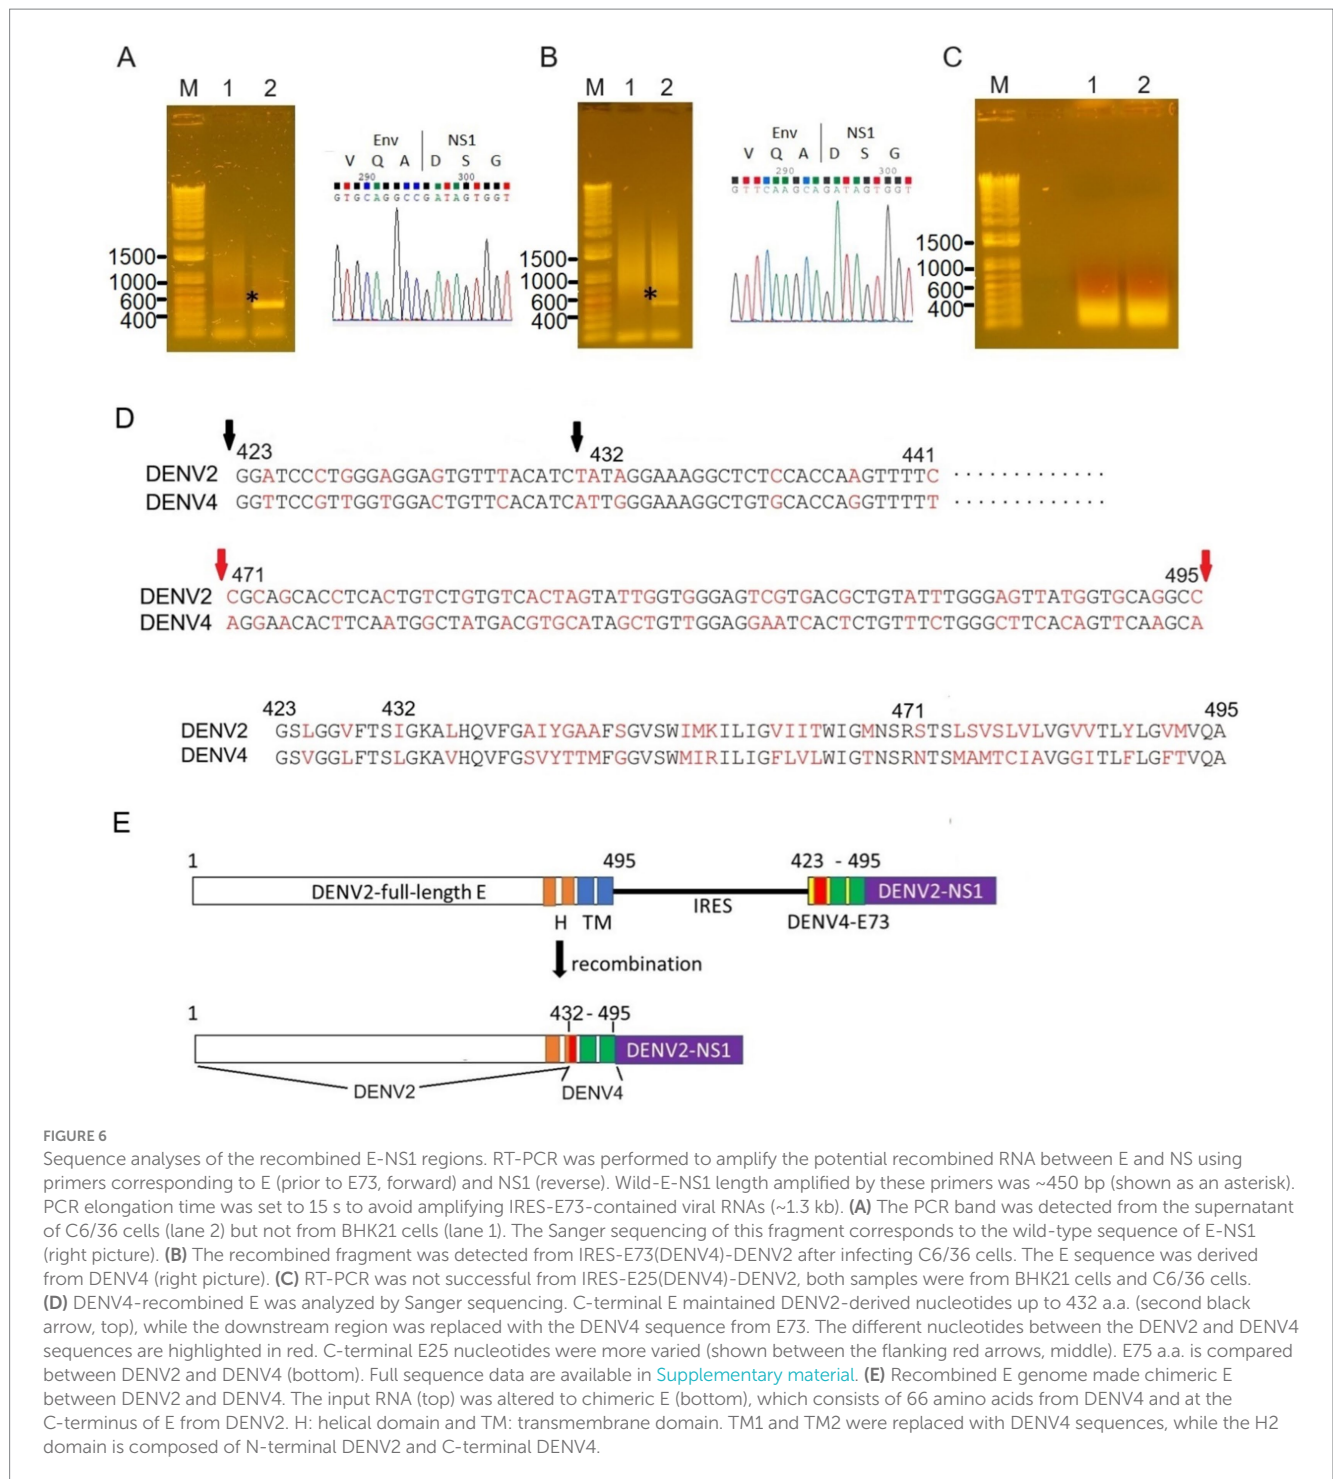 A
M 1 2
1500
1000
600
400
*
Env NS1
V Q A D S G
290 300
GTGCAGGCCGATAGTGGT
B
M 1 2
1500
1000
600
400
*
Env NS1
V Q A D S G
290 300
GTTCAAGCAGATAGTGGT
C
M 1 2
1500
1000
600
400
D
423 432 441
DENV2 GGATCCCTGGGAGGAGTGTTTACATCTATAGGAAAGGCTCTCCACCAAGTTTTC ·············
DENV4 GGTTCCGTTGGTGGACTGTTCACATCATTGGGAAAGGCTGTGCACCAGGTTTTT ·············
471 495
DENV2 CGCAGCACCTCACTGTCTGTGTCACTAGTATTGGTGGGAGTCGTGACGCTGTATTTGGGAGTTATGGTGCAGGCC
DENV4 AGGAACACTTCAATGGCTATGACGTGCATAGCTGTTGGAGGAATCACTCTGTTTCTGGGCTTCACAGTTCAAGCA
423 432 471 495
DENV2 GSLGGVFTSIGKALHQVFGAIYGAAFSGVSWIMKILIGVIITWIGMNSRSTSLSVSLVLVGVVTLYLGVMVQA
DENV4 GSVGGLFTSLGKAVHQVFGSVYTTMFGGVSWMIRILIGFLVLWIGTNSRNTSMAMTCIAVGGITLFLGFTVQA
E
1 495 423 - 495
DENV2-full-length E IRES DENV2-NS1
H TM DENV4-E73
recombination
1 432 - 495
DENV2-NS1
DENV2 DENV4
FIGURE 6
Sequence analyses of the recombined E-NS1 regions. RT-PCR was performed to amplify the potential recombined RNA between E and NS using
primers corresponding to E (prior to E73, forward) and NS1 (reverse). Wild-E-NS1 length amplified by these primers was ~450 bp (shown as an asterisk).
PCR elongation time was set to 15 s to avoid amplifying IRES-E73-contained viral RNAs (~1.3 kb). (A) The PCR band was detected from the supernatant
of C6/36 cells (lane 2) but not from BHK21 cells (lane 1). The Sanger sequencing of this fragment corresponds to the wild-type sequence of E-NS1
(right picture). (B) The recombined fragment was detected from IRES-E73(DENV4)-DENV2 after infecting C6/36 cells. The E sequence was derived
from DENV4 (right picture). (C) RT-PCR was not successful from IRES-E25(DENV4)-DENV2, both samples were from BHK21 cells and C6/36 cells.
(D) DENV4-recombined E was analyzed by Sanger sequencing. C-terminal E maintained DENV2-derived nucleotides up to 432 a.a. (second black
arrow, top), while the downstream region was replaced with the DENV4 sequence from E73. The different nucleotides between the DENV2 and DENV4
sequences are highlighted in red. C-terminal E25 nucleotides were more varied (shown between the flanking red arrows, middle). E75 a.a. is compared
between DENV2 and DENV4 (bottom). Full sequence data are available in Supplementary material. (E) Recombined E genome made chimeric E
between DENV2 and DENV4. The input RNA (top) was altered to chimeric E (bottom), which consists of 66 amino acids from DENV4 and at the
C-terminus of E from DENV2. H: helical domain and TM: transmembrane domain. TM1 and TM2 were replaced with DENV4 sequences, while the H2
domain is composed of N-terminal DENV2 and C-terminal DENV4.